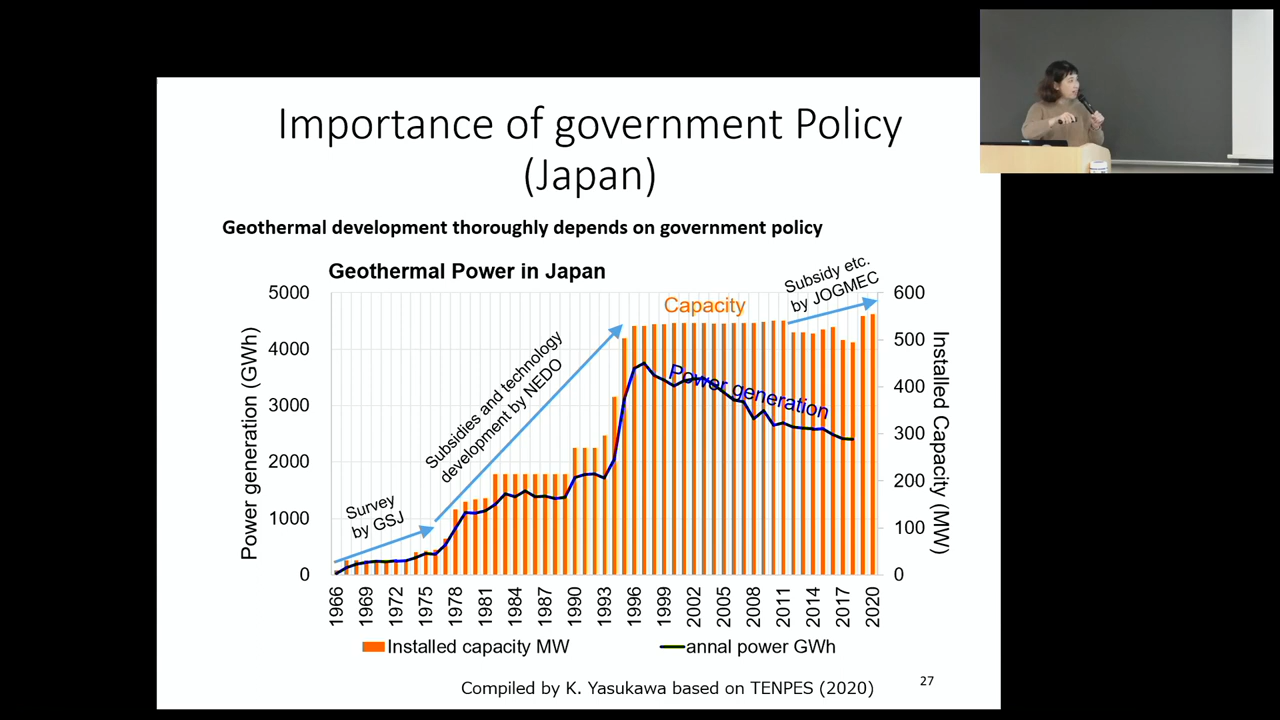 Importance of government Policy
(Japan)
Geothermal development thoroughly depends on government policy
Geothermal Power in Japan
Subsidy etc.
by JOGMEC
Capacity
Power generation
Subsidies and technology
development by NEDO
Survey
by GSJ
Power generation (GWh)
5000
4000
3000
2000
1000
0
Installed Capacity (MW)
600
500
400
300
200
100
0
1966 1969 1972 1975 1978 1981 1984 1987 1990 1993 1996 1999 2002 2005 2008 2011 2014 2017 2020
Installed capacity MW
annal power GWh
Compiled by K. Yasukawa based on TENPES (2020)
27